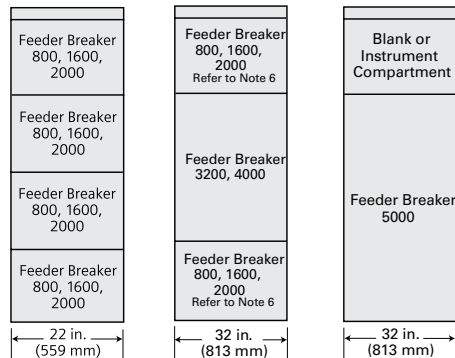 Feeder Breaker
800, 1600,
2000
Feeder Breaker
800, 1600,
2000
Feeder Breaker
800, 1600,
2000
Feeder Breaker
800, 1600,
2000
22 in.
(559 mm)
Feeder Breaker
800, 1600,
2000
Refer to Note 6
Feeder Breaker
3200, 4000
Feeder Breaker
800, 1600,
2000
Refer to Note 6
32 in.
(813 mm)
Blank or
Instrument
Compartment
Feeder Breaker
5000
32 in.
(813 mm)